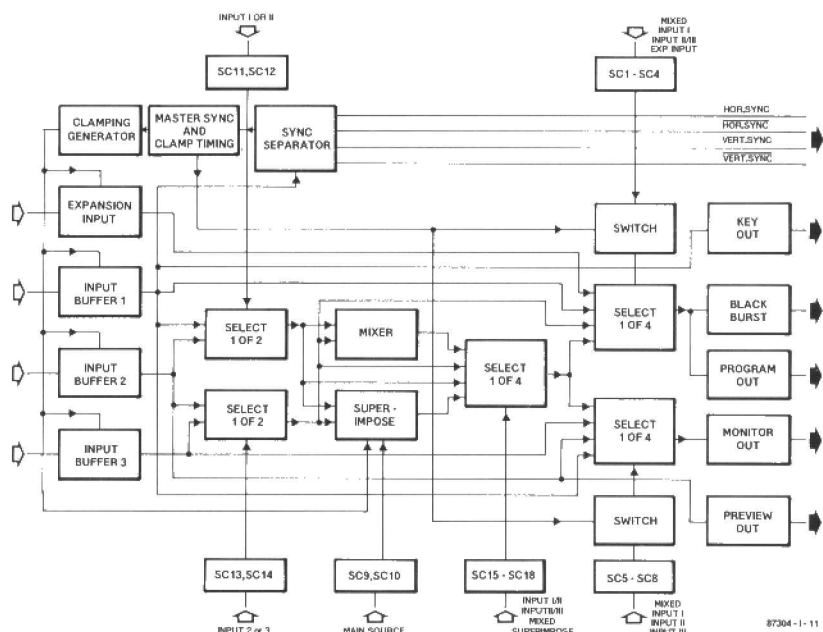 INPUT I OR II
MIXED
INPUT I
INPUT II/III
EXP INPUT
SC11,SC12
SC1 - SC4
CLAMPING
GENERATOR
MASTER SYNC
AND
CLAMP TIMING
SYNC
SEPARATOR
HOR,SYNC
HOR,SYNC
VERT,SYNC
VERT,SYNC
EXPANSION
INPUT
SWITCH
KEY
OUT
INPUT
BUFFER 1
SELECT
1 OF 2
MIXER
SELECT
1 OF 4
BLACK
BURST
INPUT
BUFFER 2
SELECT
1 OF 4
PROGRAM
OUT
SELECT
1 OF 2
SUPER -
IMPOSE
SELECT
1 OF 4
MONITOR
OUT
INPUT
BUFFER 3
SWITCH
PREVIEW
OUT
SC13,SC14
SC9,SC10
SC15 - SC18
SC5 - SC8
INPUT 2 or 3
MAIN SOURCE
INPUT I/II
INPUTII/III
MIXED
SUPERIMPOSE
MIXED
INPUT I
INPUT II
INPUT III
87304 - I - 11